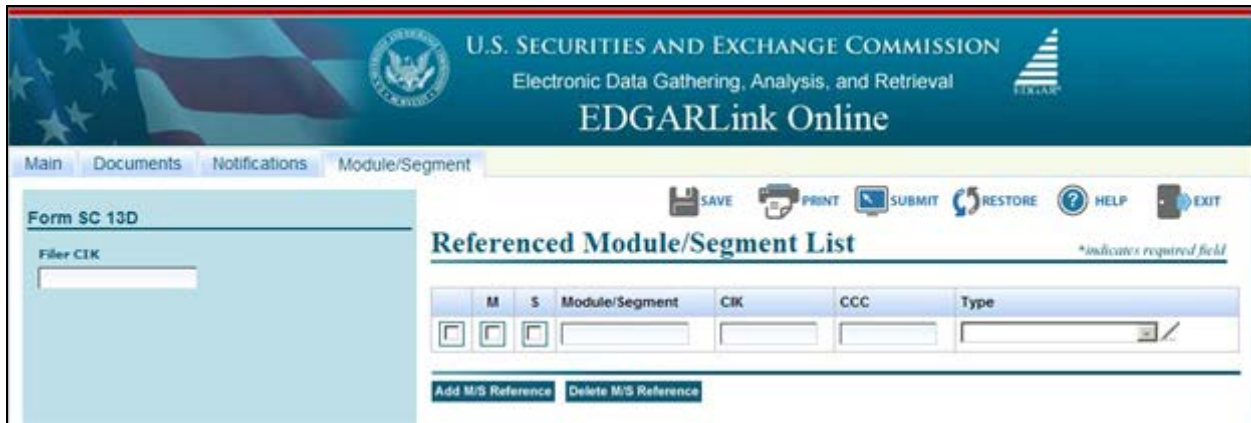 U.S. SECURITIES AND EXCHANGE COMMISSION
Electronic Data Gathering, Analysis, and Retrieval
EDGAR
EDGARLink Online
Main Documents Notifications Module/Segment
SAVE PRINT SUBMIT RESTORE HELP EXIT
Form SC 13D
Referenced Module/Segment List
*indicates required field
Filer CIK
M S Module/Segment CIK CCC Type
Add M/S Reference Delete M/S Reference